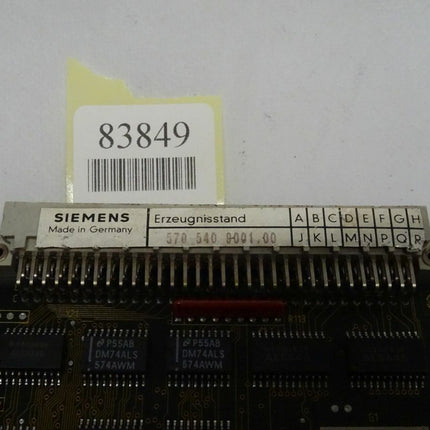 83849
SIEMENS Erzeugnisstand A B C D E F G H
Made in Germany 570 540 9001.00 J K L M N P Q R
P55AB P55AB
DM74ALS DM74ALS
574AWM 574AWM